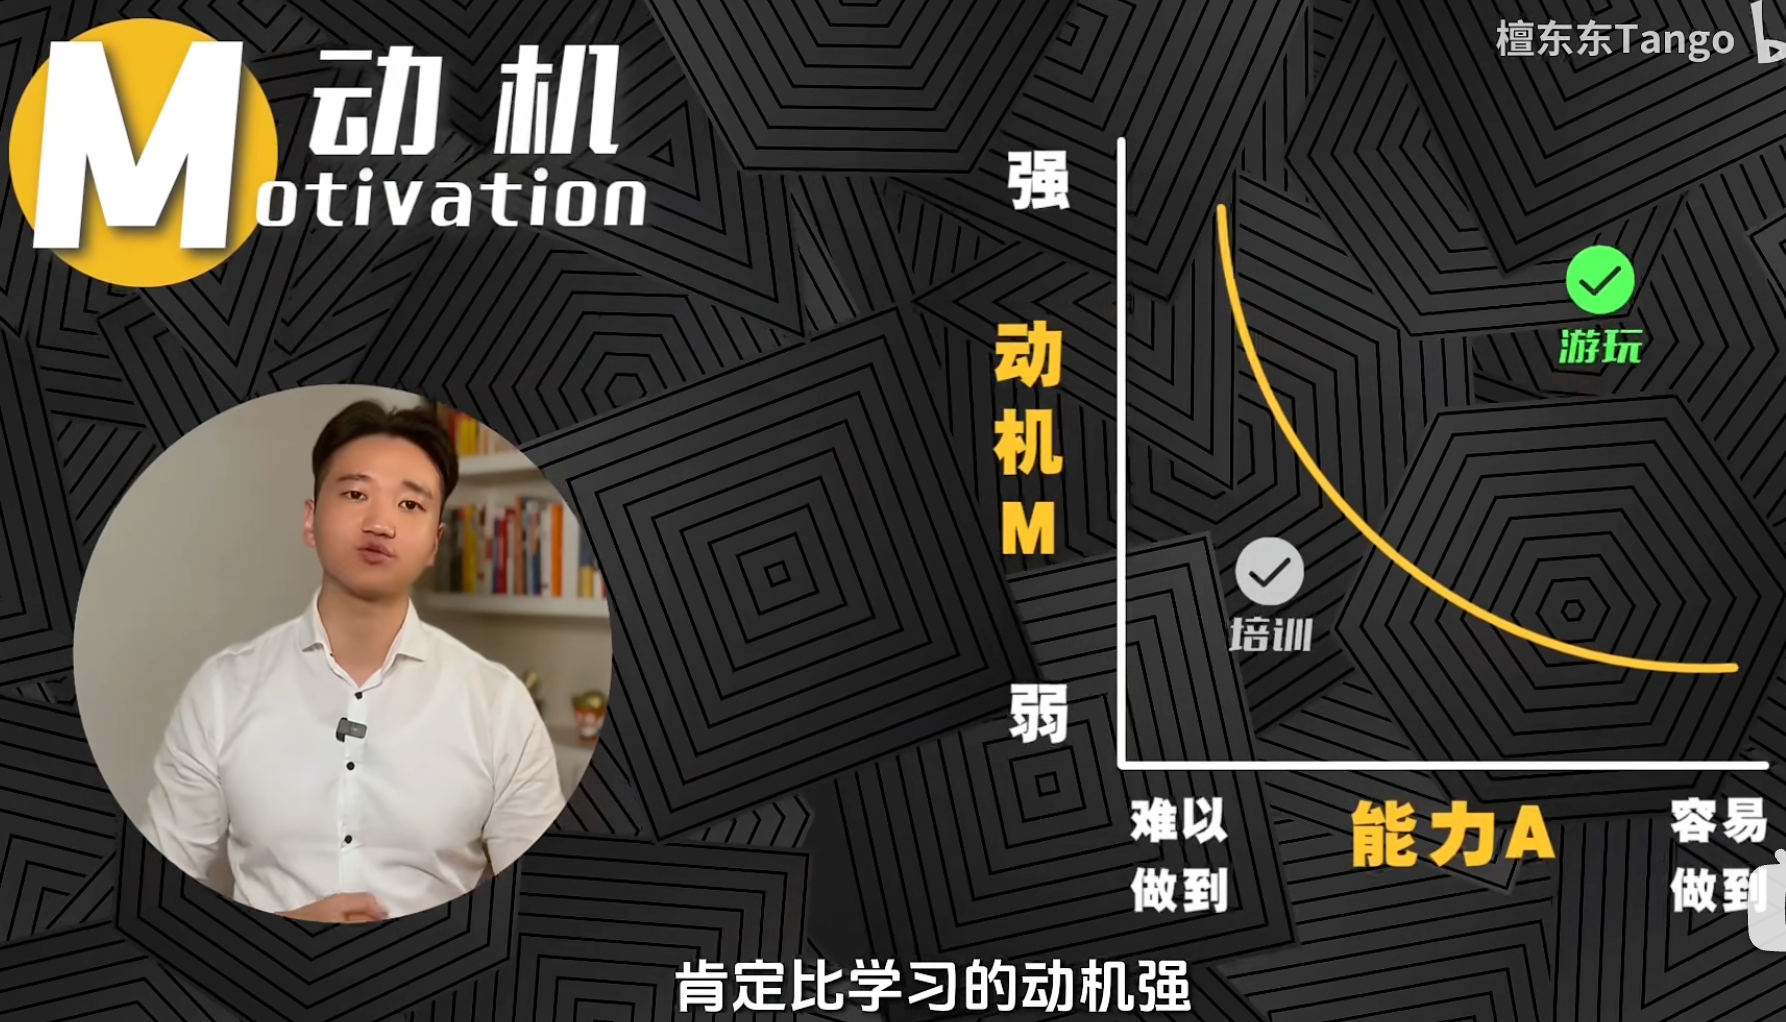 檀东东Tango
动机
Motivation
强
动机M
弱
游玩
培训
难以做到
能力A
容易做到
肯定比学习的动机强